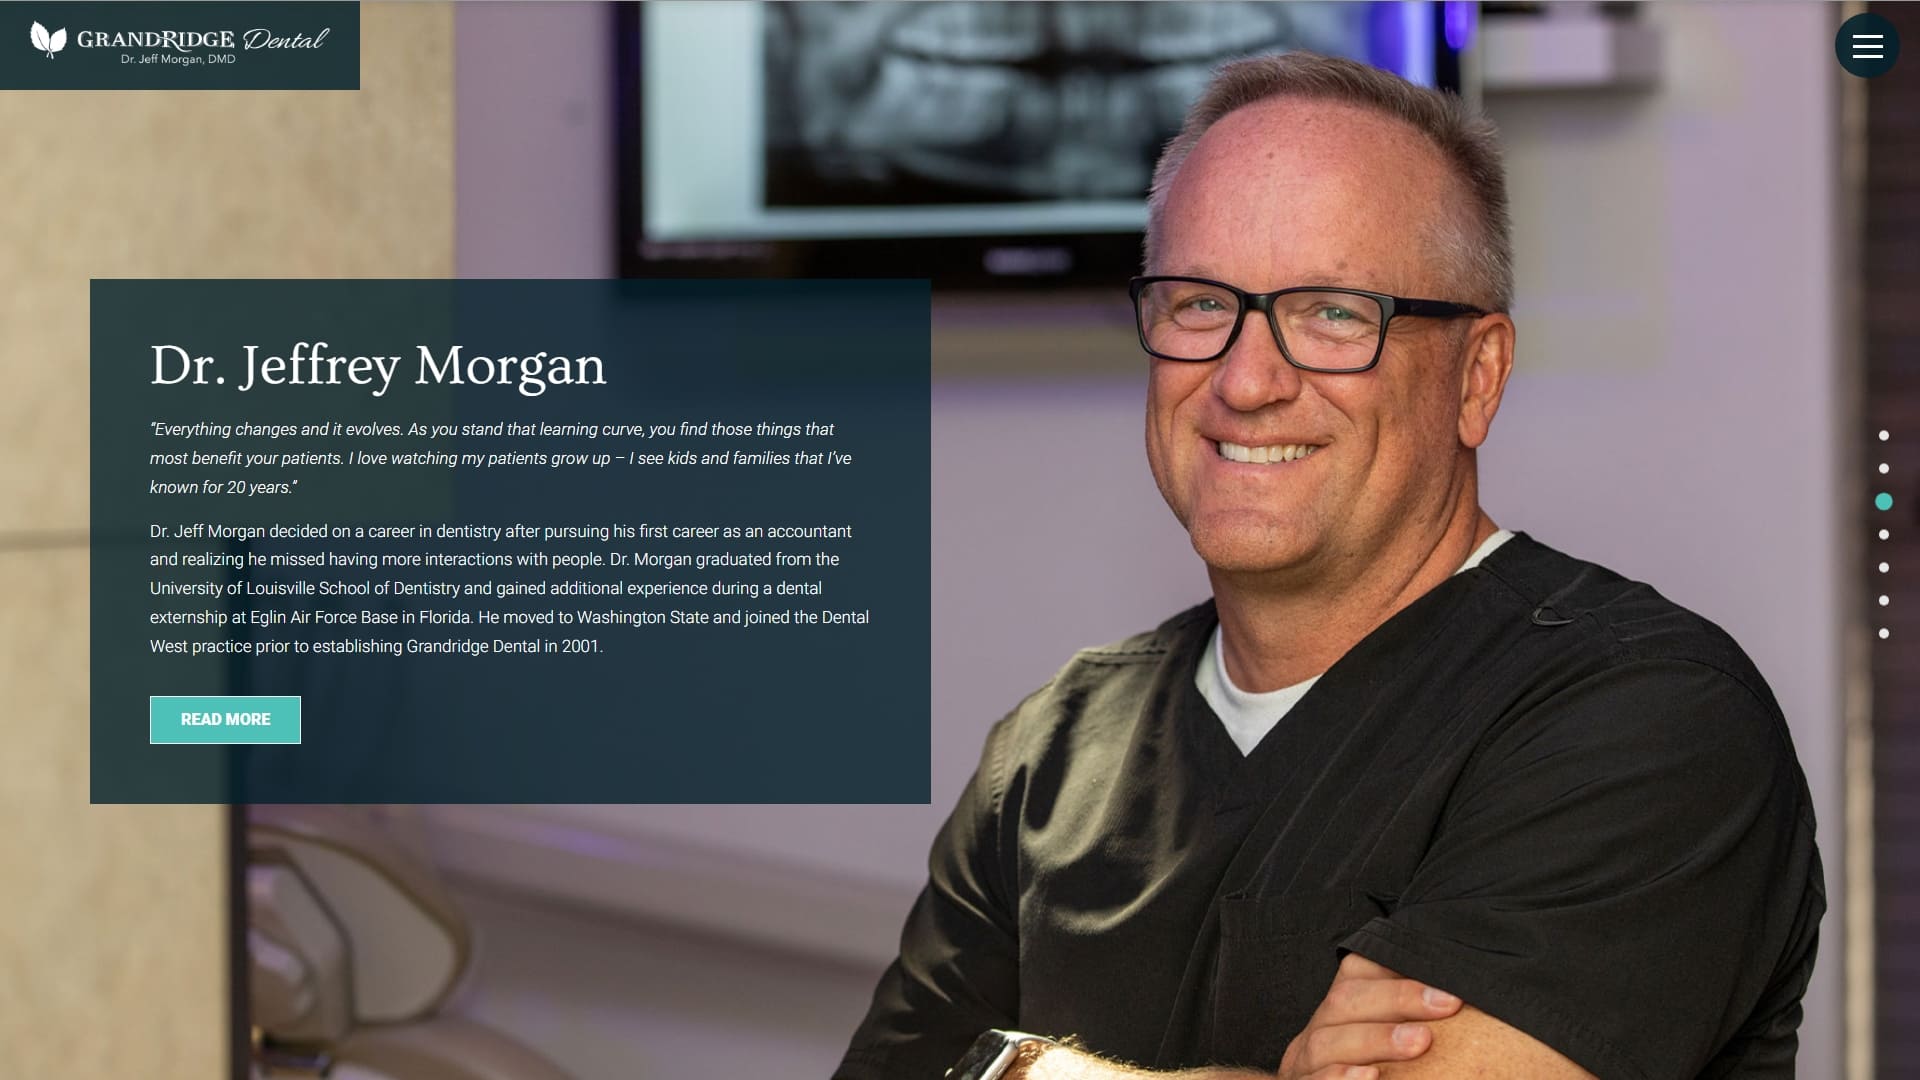 GRANDRIDGE Dental
Dr. Jeff Morgan, DMD
Dr. Jeffrey Morgan
“Everything changes and it evolves. As you stand that learning curve, you find those things that
most benefit your patients. I love watching my patients grow up – I see kids and families that I’ve
known for 20 years.”
Dr. Jeff Morgan decided on a career in dentistry after pursuing his first career as an accountant
and realizing he missed having more interactions with people. Dr. Morgan graduated from the
University of Louisville School of Dentistry and gained additional experience during a dental
externship at Eglin Air Force Base in Florida. He moved to Washington State and joined the Dental
West practice prior to establishing Grandridge Dental in 2001.
READ MORE